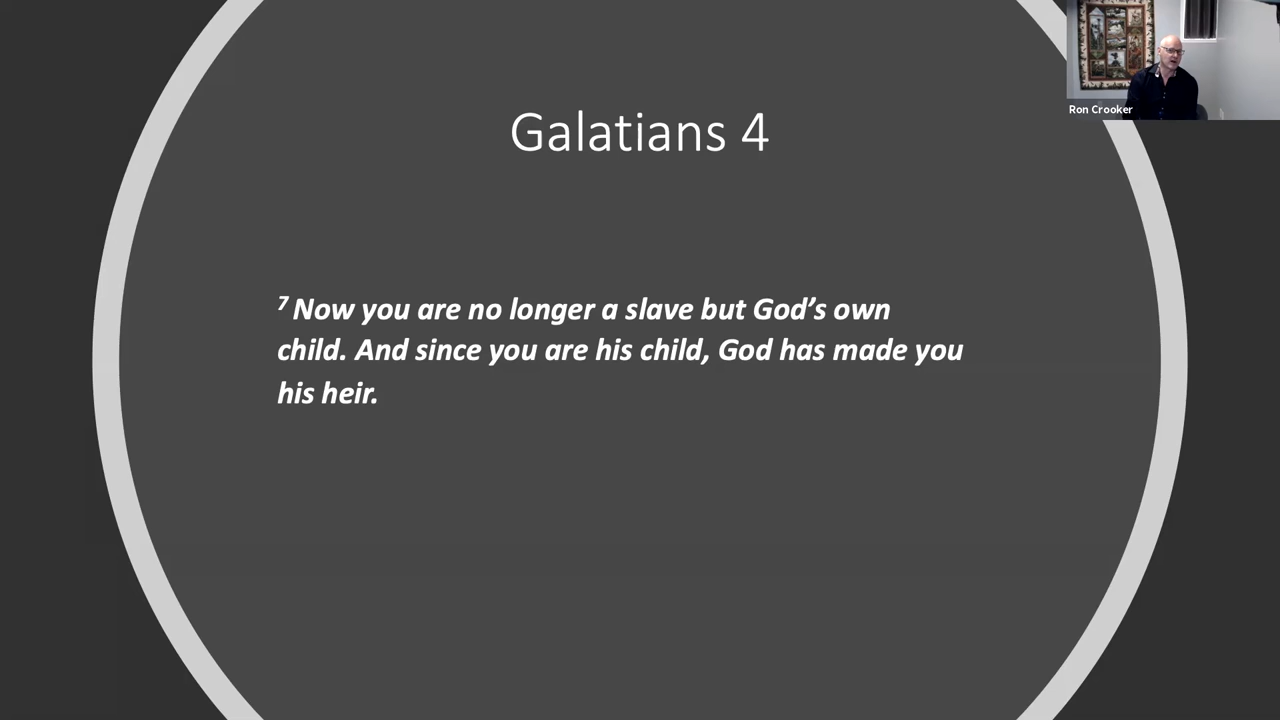 Galatians 4
7 Now you are no longer a slave but God’s own
child. And since you are his child, God has made you
his heir.
Ron Crooker